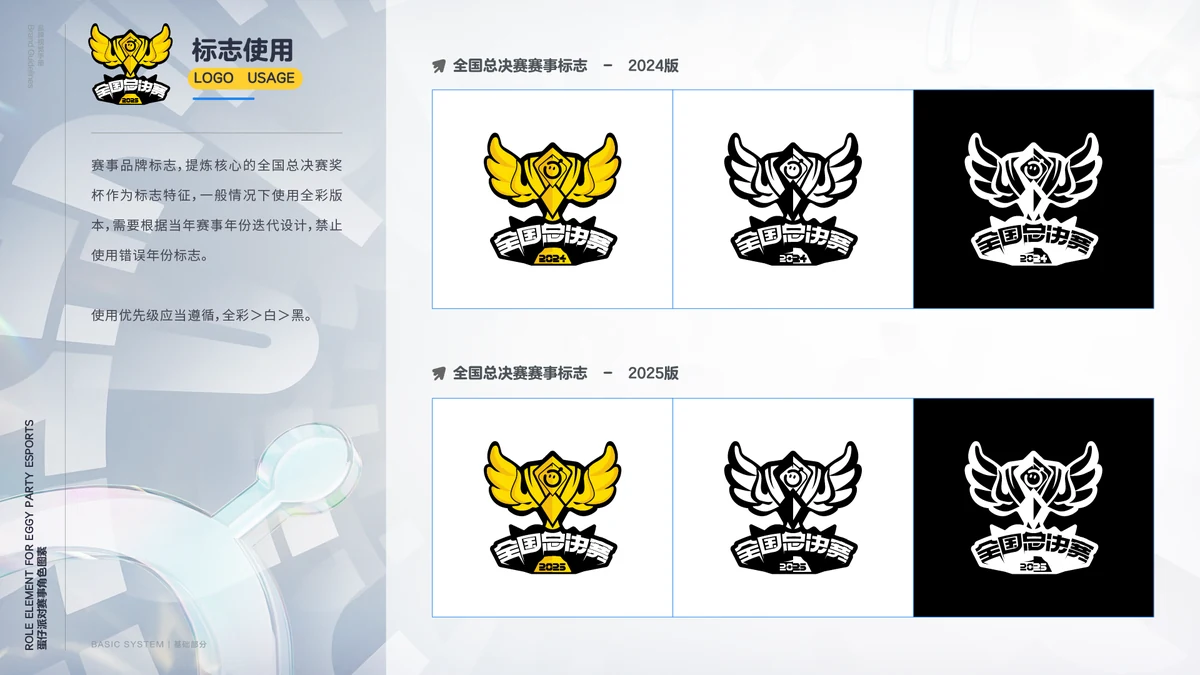 全国总决赛
2025
标志使用
LOGO USAGE
赛事品牌标志，提炼核心的全国总决赛奖
杯作为标志特征，一般情况下使用全彩版
本，需要根据当年赛事年份迭代设计，禁止
使用错误年份标志。
使用优先级应当遵循，全彩＞白＞黑。
ROLE ELEMENT FOR EGGY PARTY ESPORTS
蛋仔派对赛事角色图素
BASIC SYSTEM | 基础部分
全国总决赛赛事标志 － 2024版
全国总决赛
2024
全国总决赛
2024
全国总决赛
2024
全国总决赛赛事标志 － 2025版
全国总决赛
2025
全国总决赛
2025
全国总决赛
2025